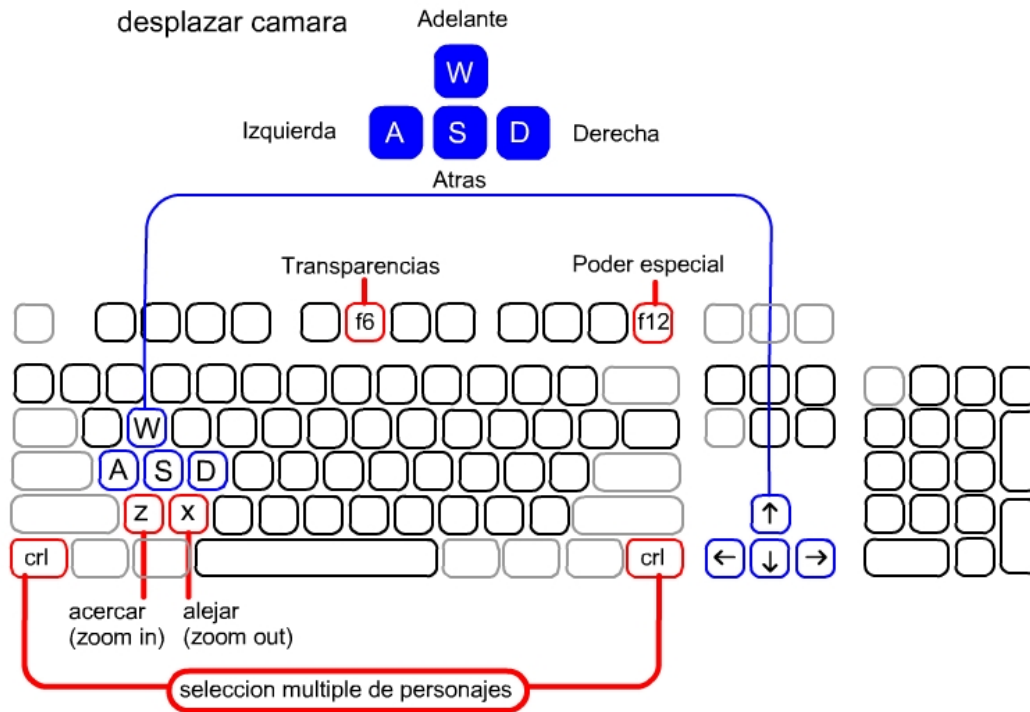 desplazar camara
Adelante
W
Izquierda
A S D
Derecha
Atras
Transparencias
Poder especial
f6
f12
W
A S D
z x
↑
crl
crl
← ↓ →
acercar
(zoom in)
alejar
(zoom out)
seleccion multiple de personajes